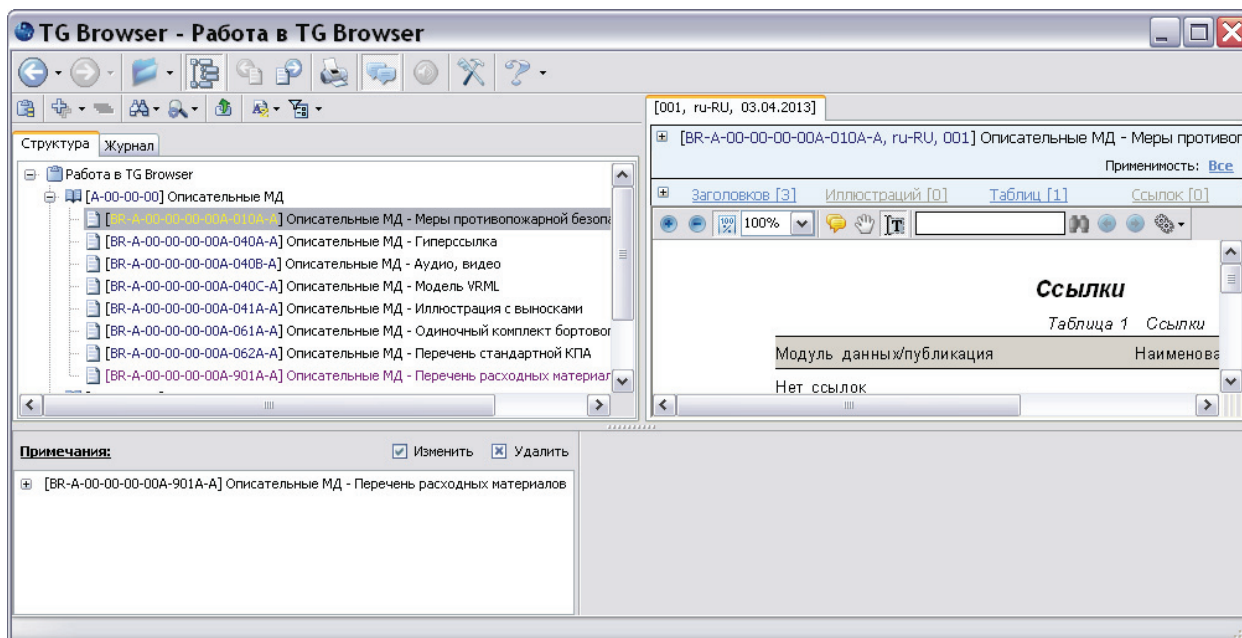 TG Browser - Работа в TG Browser
Структура
Журнал
Работа в TG Browser
[A-00-00-00] Описательные МД
[BR-A-00-00-00-00A-010A-A] Описательные МД - Меры противопожарной безопа
[BR-A-00-00-00-00A-040A-A] Описательные МД - Гиперссылка
[BR-A-00-00-00-00A-040B-A] Описательные МД - Аудио, видео
[BR-A-00-00-00-00A-040C-A] Описательные МД - Модель VRML
[BR-A-00-00-00-00A-041A-A] Описательные МД - Иллюстрация с выносками
[BR-A-00-00-00-00A-061A-A] Описательные МД - Одиночный комплект бортовог
[BR-A-00-00-00-00A-062A-A] Описательные МД - Перечень стандартной КПА
[BR-A-00-00-00-00A-901A-A] Описательные МД - Перечень расходных материал
[001, ru-RU, 03.04.2013]
[BR-A-00-00-00-00A-010A-A, ru-RU, 001] Описательные МД - Меры противоп
Применимость: Все
Заголовков [3] Иллюстраций [0] Таблиц [1] Ссылок [0]
100%
Ссылки
Таблица 1 Ссылки
Модуль данных/публикация Наименова
Нет ссылок
Примечания: Изменить Удалить
[BR-A-00-00-00-00A-901A-A] Описательные МД - Перечень расходных материалов